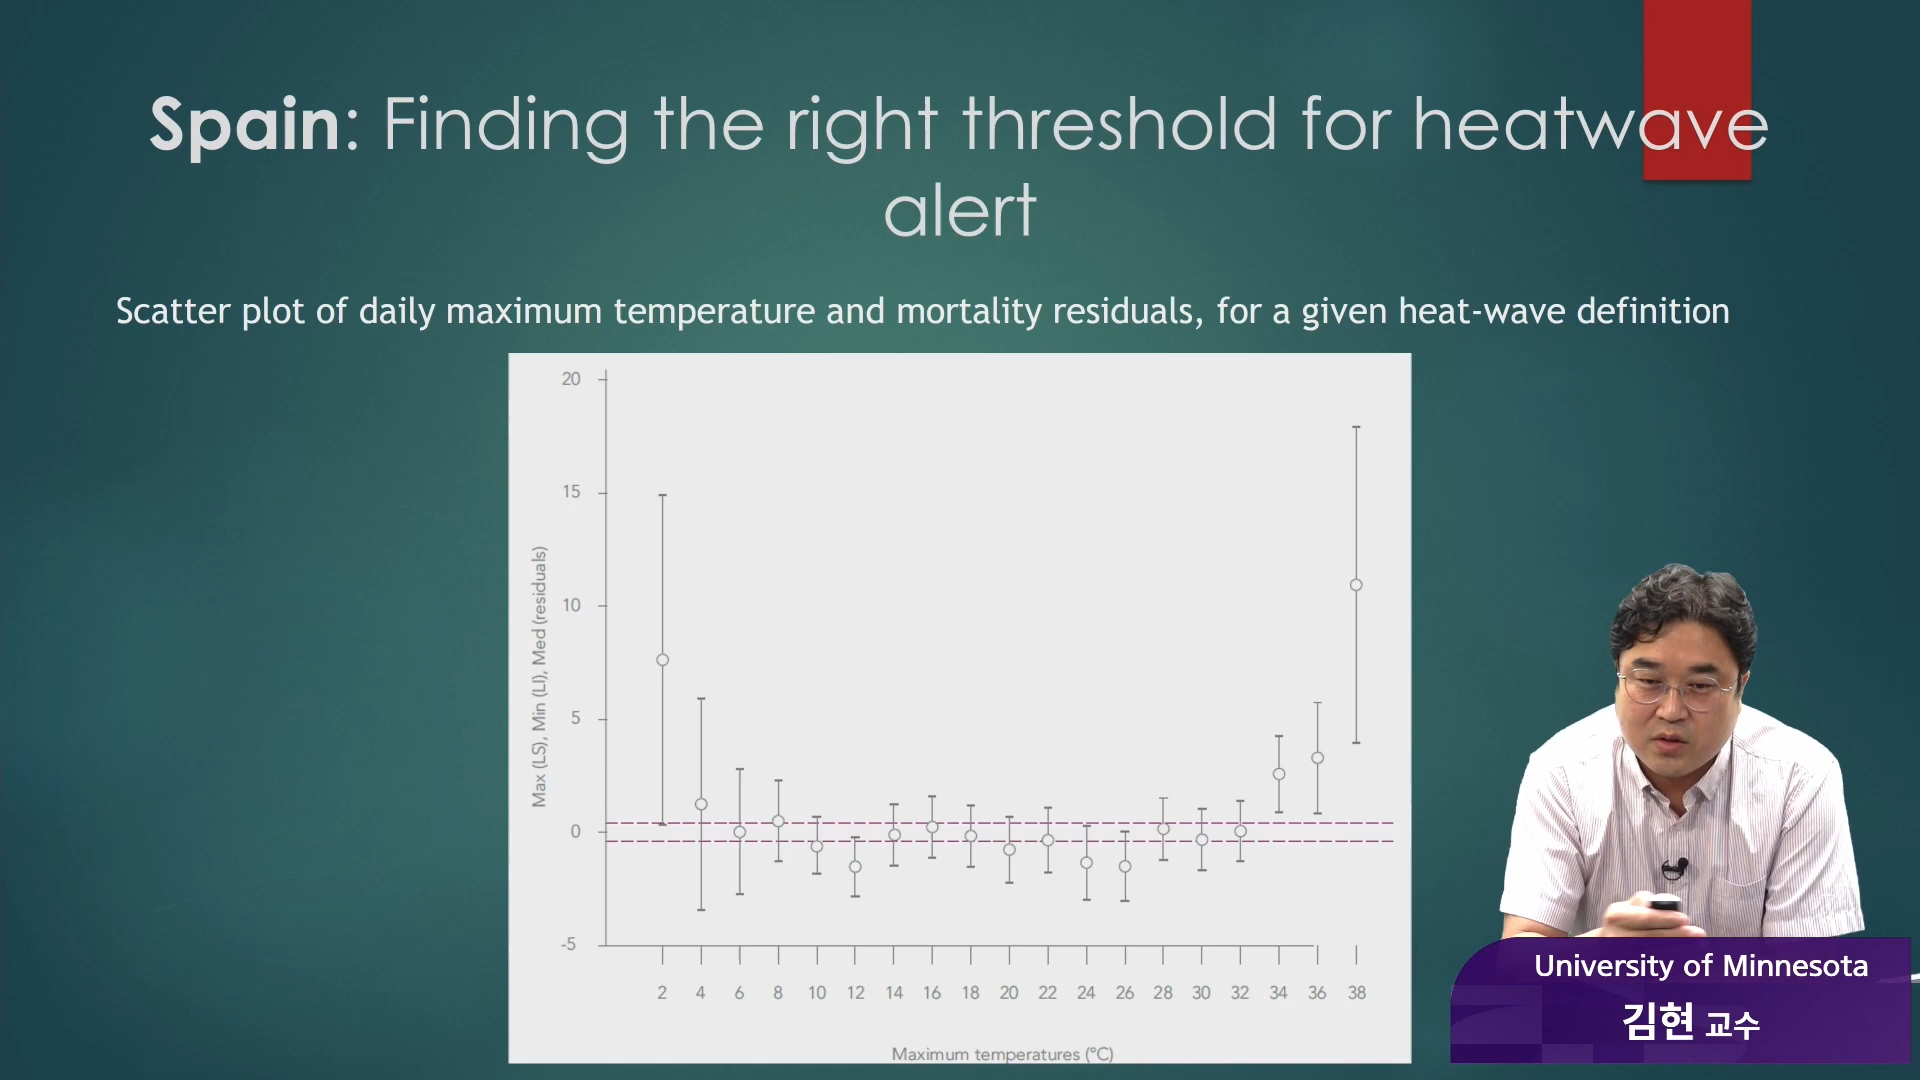 Spain: Finding the right threshold for heatwave
alert
Scatter plot of daily maximum temperature and mortality residuals, for a given heat-wave definition
20
15
10
5
0
-5
Max (LS), Min (LI), Med (residuals)
2 4 6 8 10 12 14 16 18 20 22 24 26 28 30 32 34 36 38
Maximum temperatures (°C)
University of Minnesota
김현 교수